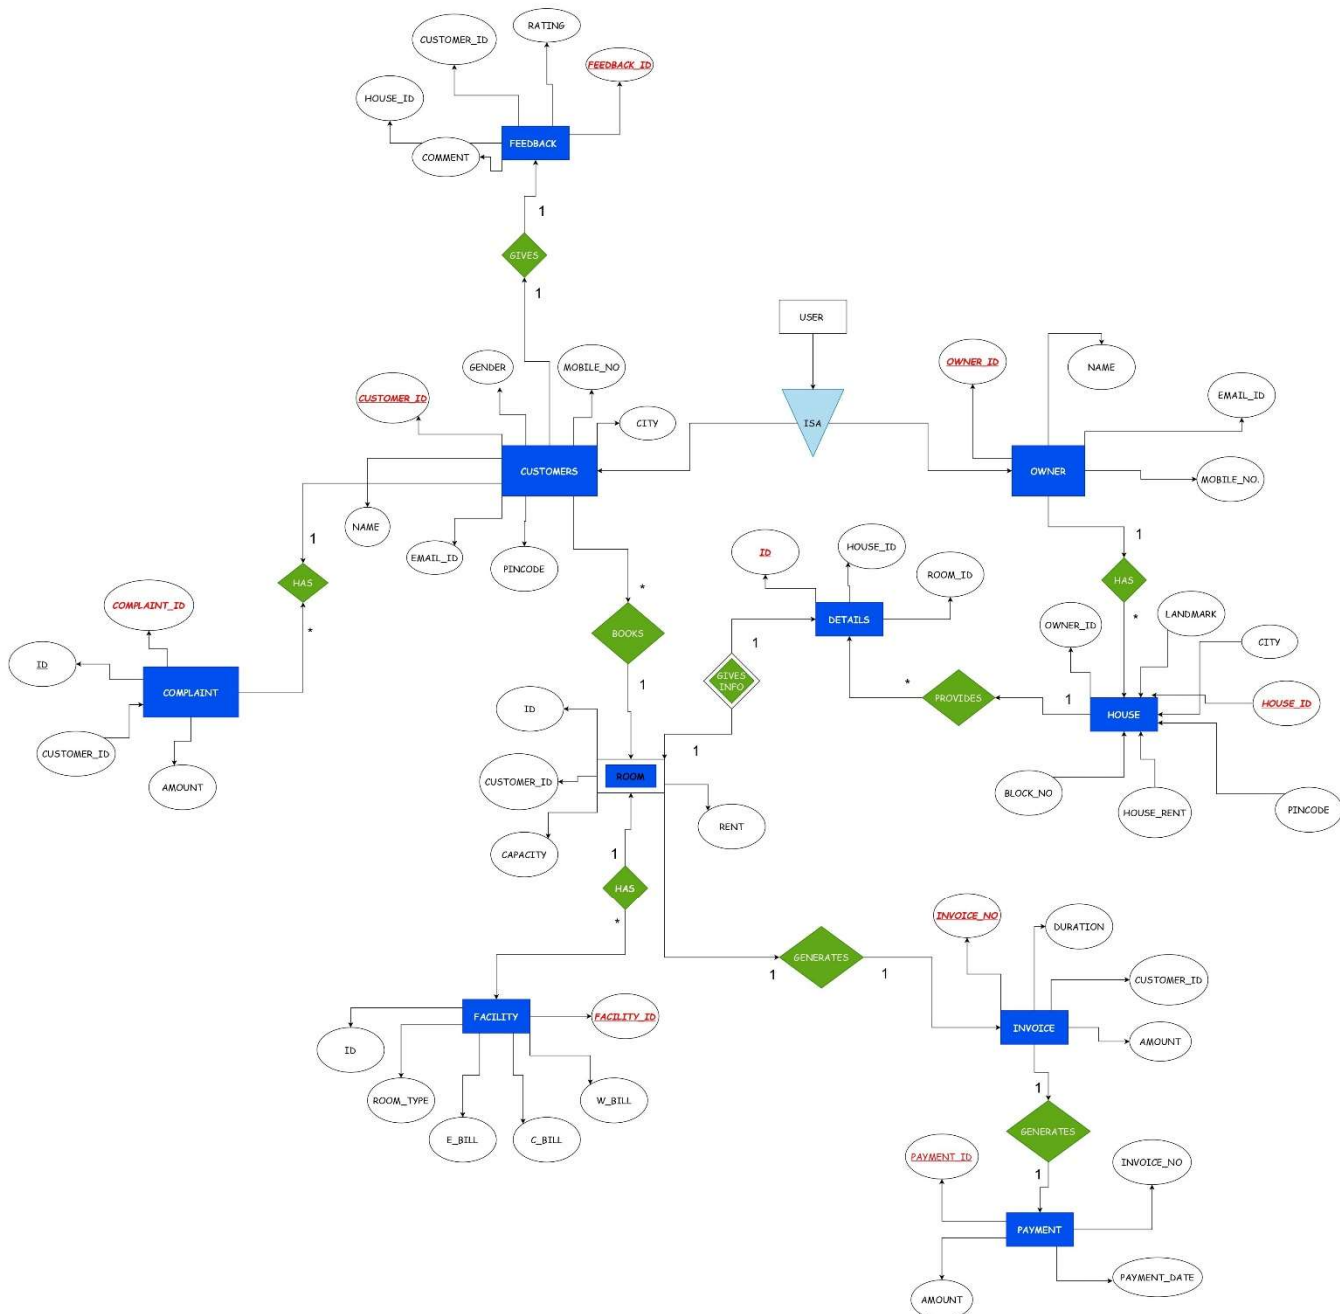 RATING
CUSTOMER_ID
FEEDBACK_ID
HOUSE_ID
FEEDBACK
COMMENT
1
GIVES
1
USER
GENDER
MOBILE_NO
OWNER_ID
NAME
CUSTOMER_ID
EMAIL_ID
CITY
ISA
CUSTOMERS
OWNER
MOBILE_NO.
NAME
EMAIL_ID
PINCODE
1
HAS
*
COMPLAINT_ID
ID
COMPLAINT
CUSTOMER_ID
AMOUNT
*
BOOKS
1
ID
HOUSE_ID
ROOM_ID
DETAILS
1
GIVES
INFO
1
*
PROVIDES
1
1
HAS
*
OWNER_ID
LANDMARK
CITY
HOUSE_ID
HOUSE
BLOCK_NO
HOUSE_RENT
PINCODE
ID
CUSTOMER_ID
ROOM
CAPACITY
RENT
1
HAS
*
GENERATES
1
1
INVOICE_NO
DURATION
CUSTOMER_ID
INVOICE
AMOUNT
FACILITY
FACILITY_ID
ID
ROOM_TYPE
W_BILL
E_BILL
C_BILL
1
GENERATES
1
PAYMENT_ID
INVOICE_NO
PAYMENT
PAYMENT_DATE
AMOUNT